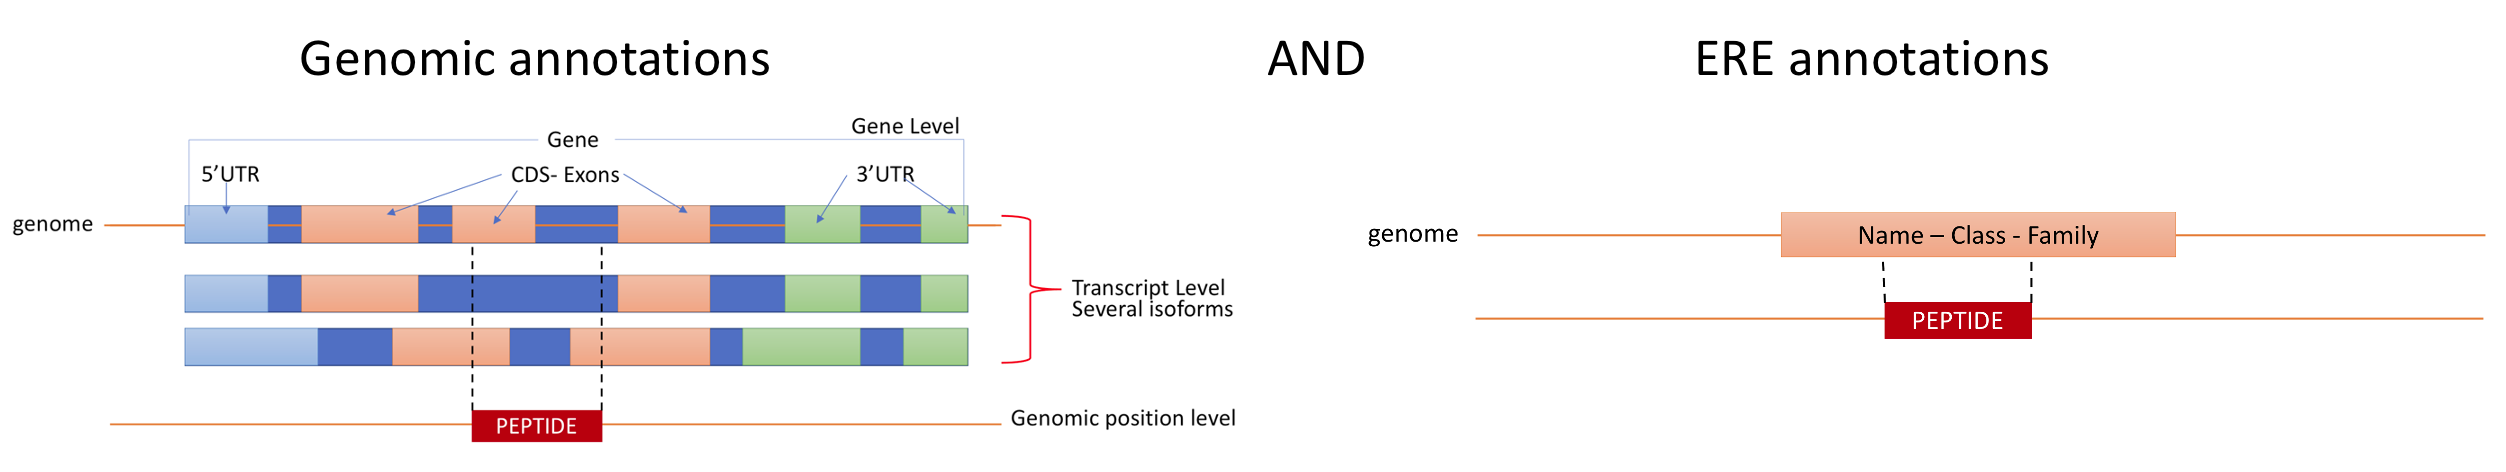 Genomic annotations
AND
ERE annotations
Gene Level
Gene
5’UTR
CDS- Exons
3’UTR
genome
Transcript Level
Several isoforms
PEPTIDE
Genomic position level
genome
Name – Class - Family
PEPTIDE